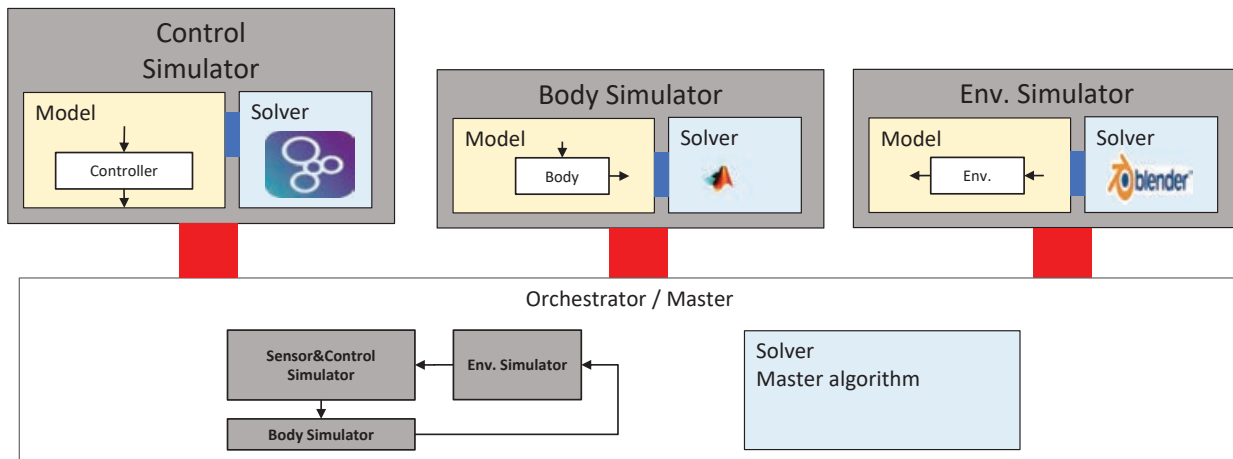 Control
Simulator
Model
Solver
Controller
Body Simulator
Model
Solver
Body
Env. Simulator
Model
Solver
Env.
blender
Orchestrator / Master
Sensor&Control
Simulator
Env. Simulator
Body Simulator
Solver
Master algorithm